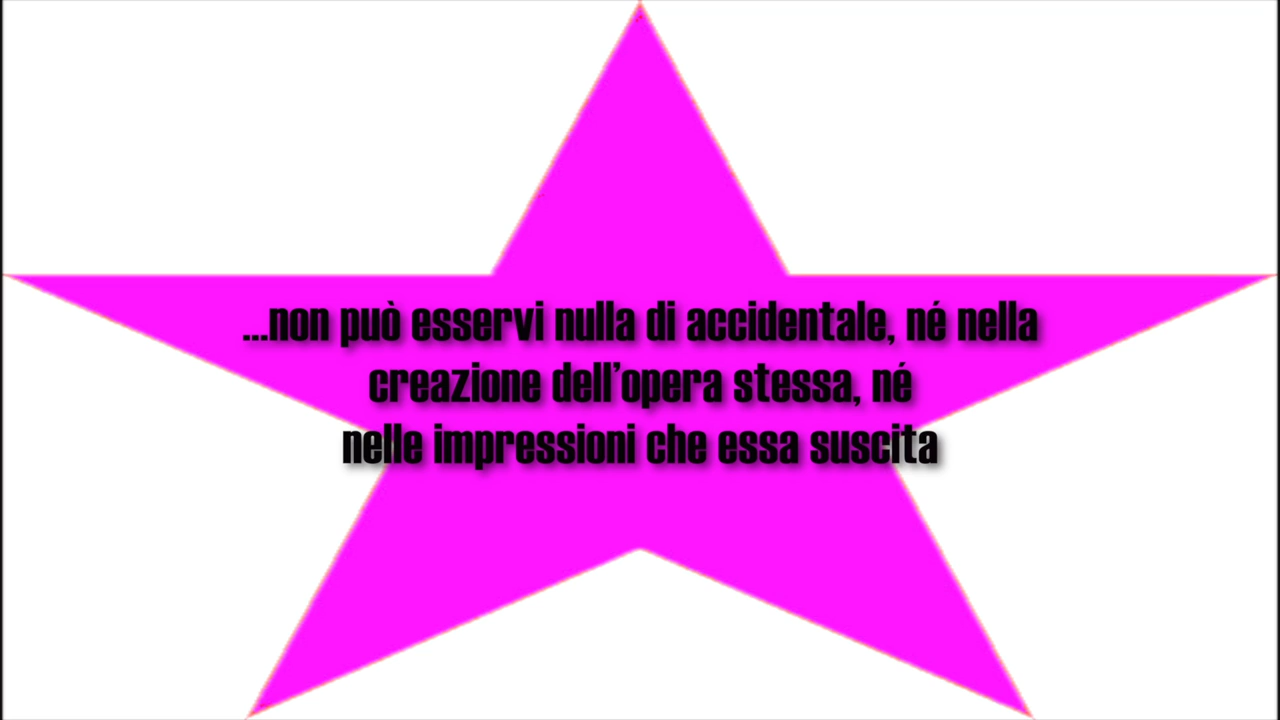 ...non può esservi nulla di accidentale, né nella
creazione dell'opera stessa, né
nelle impressioni che essa suscita